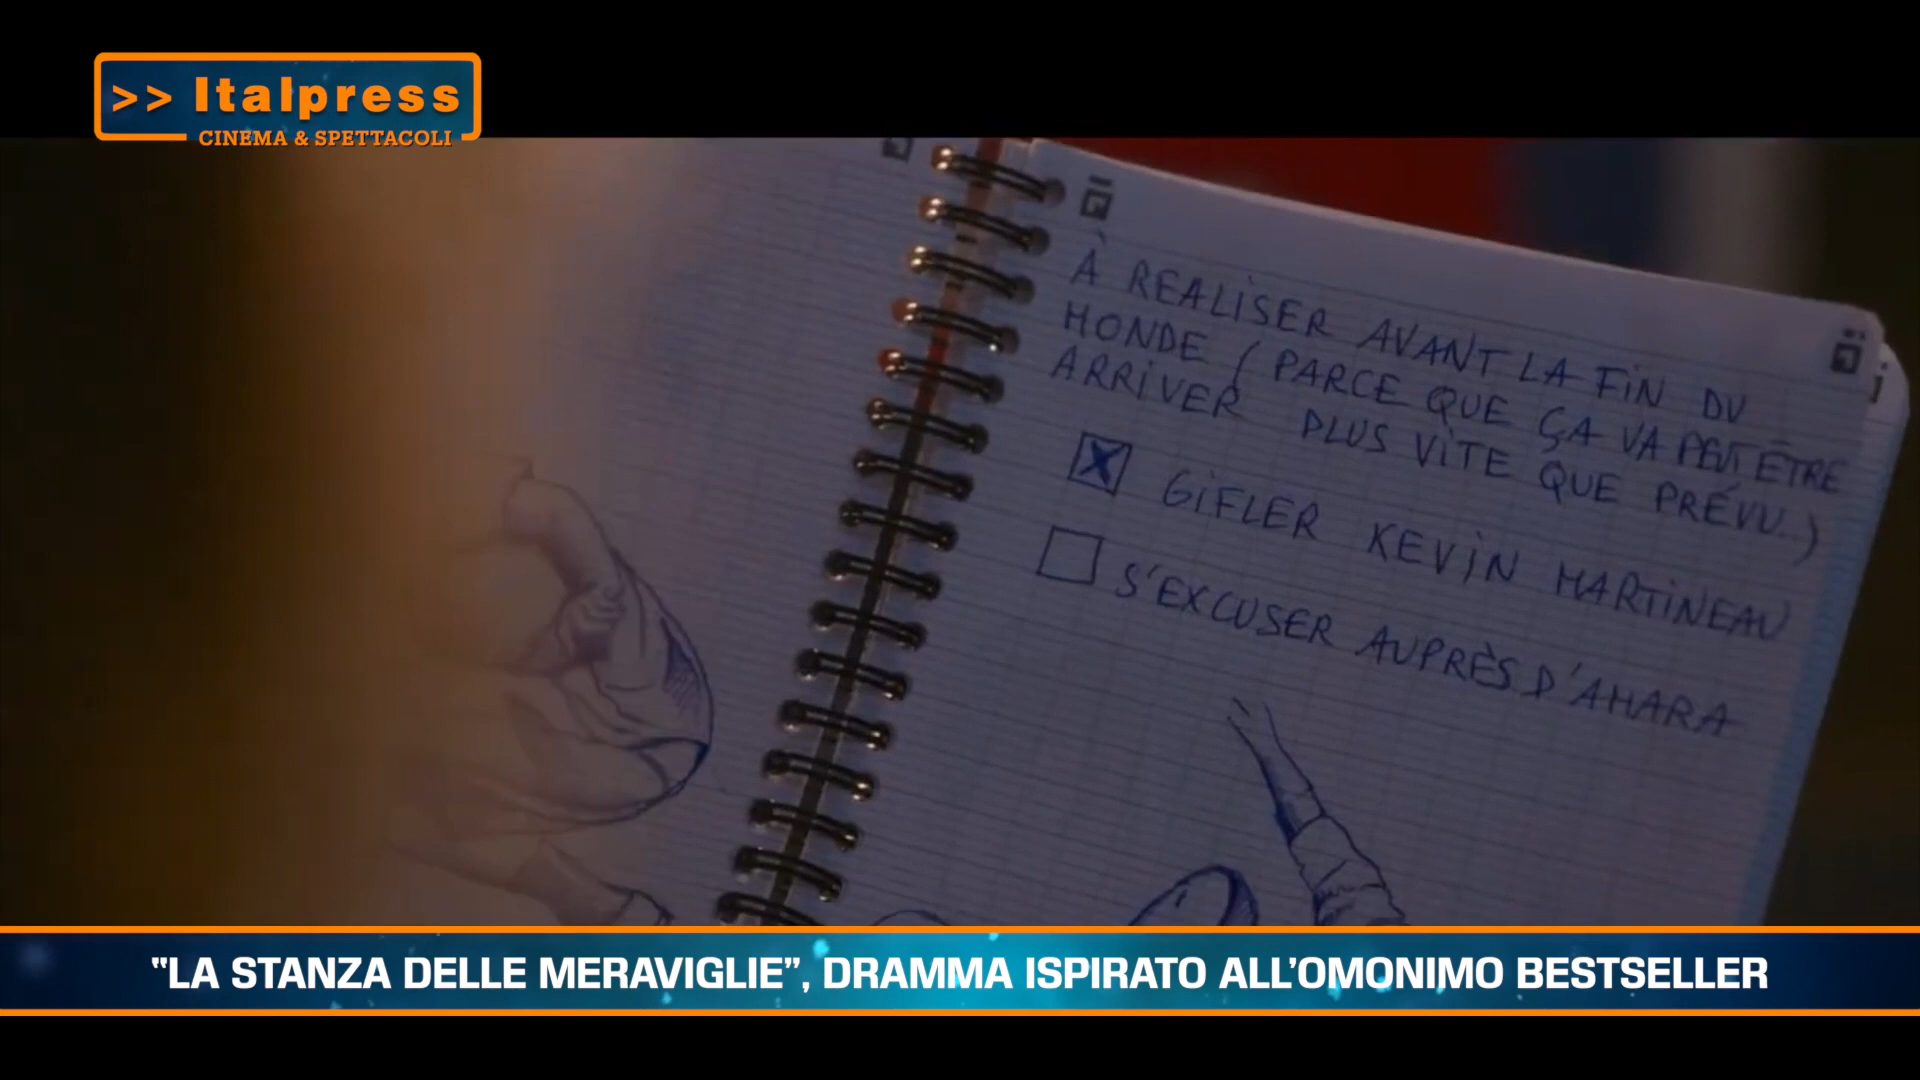 >> Italpress
CINEMA & SPETTACOLI
À REALISER AVANT LA FIN DU
MONDE (PARCE QUE ÇA VA PEUT ÊTRE
ARRIVER PLUS VITE QUE PRÉVU...)
X GIFLER KEVIN MARTINEAU
S'EXCUSER AUPRÈS D'AMARA
“LA STANZA DELLE MERAVIGLIE”, DRAMMA ISPIRATO ALL’OMONIMO BESTSELLER